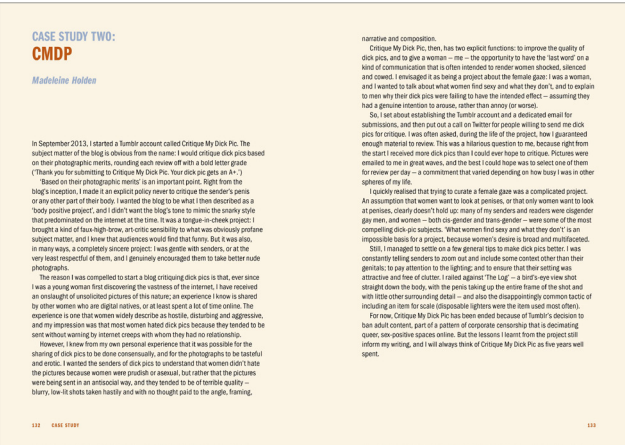 CASE STUDY TWO:
CMDP
Madeleine Holden
In September 2013, I started a Tumblr account called Critique My Dick Pic. The
subject matter of the blog is obvious from the name: I would critique dick pics based
on their photographic merits, rounding each review off with a bold letter grade
('Thank you for submitting to Critique My Dick Pic. Your dick pic gets an A+.')
'Based on their photographic merits' is an important point. Right from the
blog's inception, I made it an explicit policy never to critique the sender's penis
or any other part of their body. I wanted the blog to be what I then described as a
'body positive project', and I didn't want the blog's tone to mimic the snarky style
that predominated on the internet at the time. It was a tongue-in-cheek project: I
brought a kind of faux-high-brow, art-critic sensibility to what was obviously profane
subject matter, and I knew that audiences would find that funny. But it was also,
in many ways, a completely sincere project: I was gentle with senders, or at the
very least respectful of them, and I genuinely encouraged them to take better nude
photographs.
The reason I was compelled to start a blog critiquing dick pics is that, ever since
I was a young woman first discovering the vastness of the internet, I have received
an onslaught of unsolicited pictures of this nature; an experience I know is shared
by other women who are digital natives, or at least spent a lot of time online. The
experience is one that women widely describe as hostile, disturbing and aggressive,
and my impression was that most women hated dick pics because they tended to be
sent without warning by internet creeps with whom they had no relationship.
However, I knew from my own personal experience that it was possible for the
sharing of dick pics to be done consensually, and for the photographs to be tasteful
and erotic. I wanted the senders of dick pics to understand that women didn't hate
the pictures because women were prudish or asexual, but rather that the pictures
were being sent in an antisocial way, and they tended to be of terrible quality —
blurry, low-lit shots taken hastily and with no thought paid to the angle, framing,
132 CASE STUDY
narrative and composition.
Critique My Dick Pic, then, has two explicit functions: to improve the quality of
dick pics, and to give a woman — me — the opportunity to have the 'last word' on a
kind of communication that is often intended to render women shocked, silenced
and cowed. I envisaged it as being a project about the female gaze: I was a woman,
and I wanted to talk about what women find sexy and what they don't, and to explain
to men why their dick pics were failing to have the intended effect — assuming they
had a genuine intention to arouse, rather than annoy (or worse).
So, I set about establishing the Tumblr account and a dedicated email for
submissions, and then put out a call on Twitter for people willing to send me dick
pics for critique. I was often asked, during the life of the project, how I guaranteed
enough material to review. This was a hilarious question to me, because right from
the start I received more dick pics than I could ever hope to critique. Pictures were
emailed to me in great waves, and the best I could hope was to select one of them
for review per day — a commitment that varied depending on how busy I was in other
spheres of my life.
I quickly realised that trying to curate a female gaze was a complicated project.
An assumption that women want to look at penises, or that only women want to look
at penises, clearly doesn't hold up: many of my senders and readers were cisgender
gay men, and women — both cis-gender and trans-gender — were some of the most
compelling dick-pic subjects. 'What women find sexy and what they don't' is an
impossible basis for a project, because women's desire is broad and multifaceted.
Still, I managed to settle on a few general tips to make dick pics better. I was
constantly telling senders to zoom out and include some context other than their
genitals; to pay attention to the lighting; and to ensure that their setting was
attractive and free of clutter. I railed against 'The Log' — a bird's-eye view shot
straight down the body, with the penis taking up the entire frame of the shot and
with little other surrounding detail — and also the disappointingly common tactic of
including an item for scale (disposable lighters were the item used most often).
For now, Critique My Dick Pic has been ended because of Tumblr's decision to
ban adult content, part of a pattern of corporate censorship that is decimating
queer, sex-positive spaces online. But the lessons I learnt from the project still
inform my writing, and I will always think of Critique My Dick Pic as five years well
spent.
133